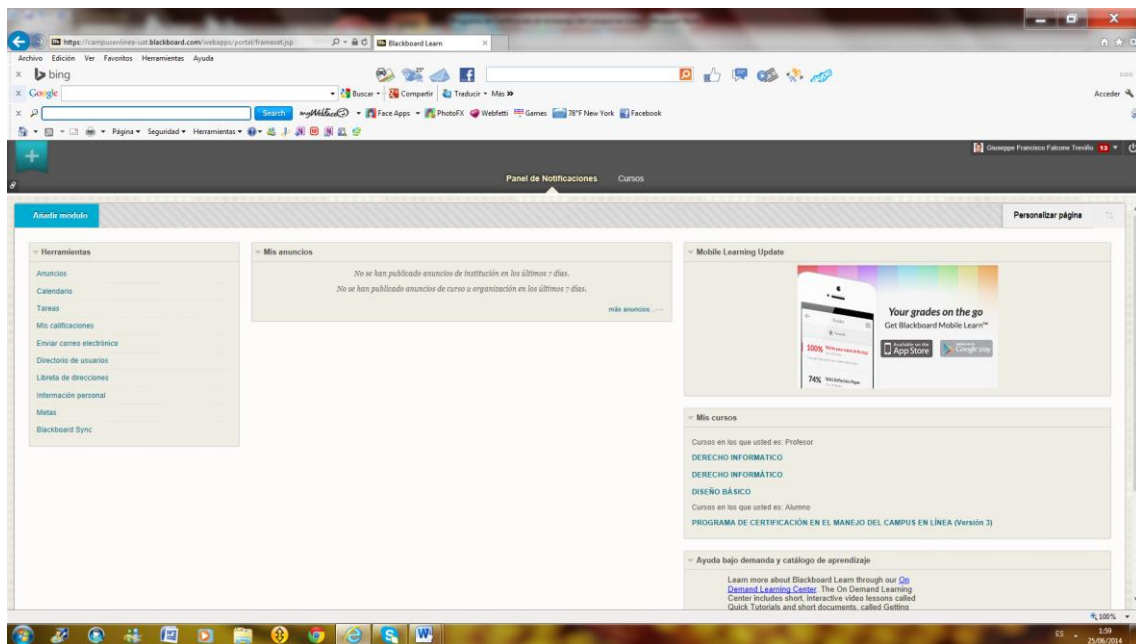 https://campusenlinea-uat.blackboard.com/webapps/portal/frameset.jsp
Blackboard Learn
Archivo Edición Ver Favoritos Herramientas Ayuda
bing
Google
Buscar
Compartir
Traducir
Más »
Acceder
Search
Face Apps
PhotoFX
Webfetti
Games
78°F New York
Facebook
Página
Seguridad
Herramientas
Giuseppe Francisco Falcone Treviño 13
Panel de Notificaciones
Cursos
Añadir módulo
Personalizar página
Herramientas
Anuncios
Calendario
Tareas
Mis calificaciones
Enviar correo electrónico
Directorio de usuarios
Libreta de direcciones
Información personal
Metas
Blackboard Sync
Mis anuncios
No se han publicado anuncios de institución en los últimos 7 días.
No se han publicado anuncios de curso u organización en los últimos 7 días.
más anuncios...
Mobile Learning Update
Grades
100%
74%
Your grades on the go
Get Blackboard Mobile Learn™
Available on the
App Store
Google play
Mis cursos
Cursos en los que usted es: Profesor
DERECHO INFORMATICO
DERECHO INFORMÁTICO
DISEÑO BÁSICO
Cursos en los que usted es: Alumno
PROGRAMA DE CERTIFICACIÓN EN EL MANEJO DEL CAMPUS EN LÍNEA (Versión 3)
Ayuda bajo demanda y catálogo de aprendizaje
Learn more about Blackboard Learn through our On
Demand Learning Center. The On Demand Learning
Center includes short, interactive video lessons called
Quick Tutorials and short documents, called Getting
100%
ES
1:59
25/06/2014